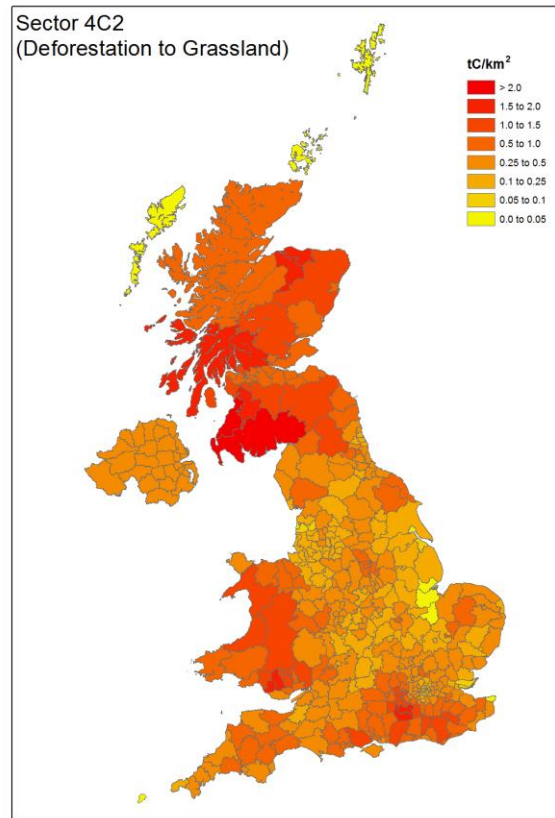 Sector 4C2
(Deforestation to Grassland)
tC/km²
> 2.0
1.5 to 2.0
1.0 to 1.5
0.5 to 1.0
0.25 to 0.5
0.1 to 0.25
0.05 to 0.1
0.0 to 0.05